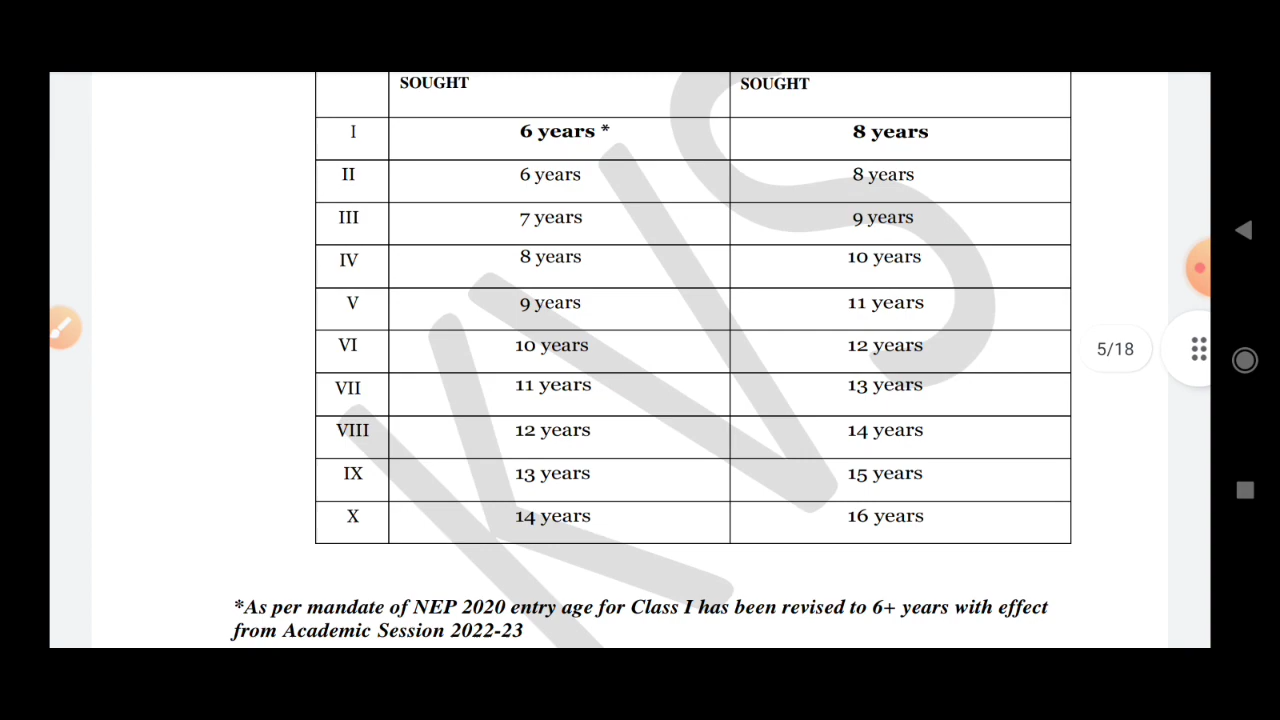 SOUGHT SOUGHT
I 6 years * 8 years
II 6 years 8 years
III 7 years 9 years
IV 8 years 10 years
V 9 years 11 years
VI 10 years 12 years
VII 11 years 13 years
VIII 12 years 14 years
IX 13 years 15 years
X 14 years 16 years
*As per mandate of NEP 2020 entry age for Class I has been revised to 6+ years with effect
from Academic Session 2022-23
5/18
KVS